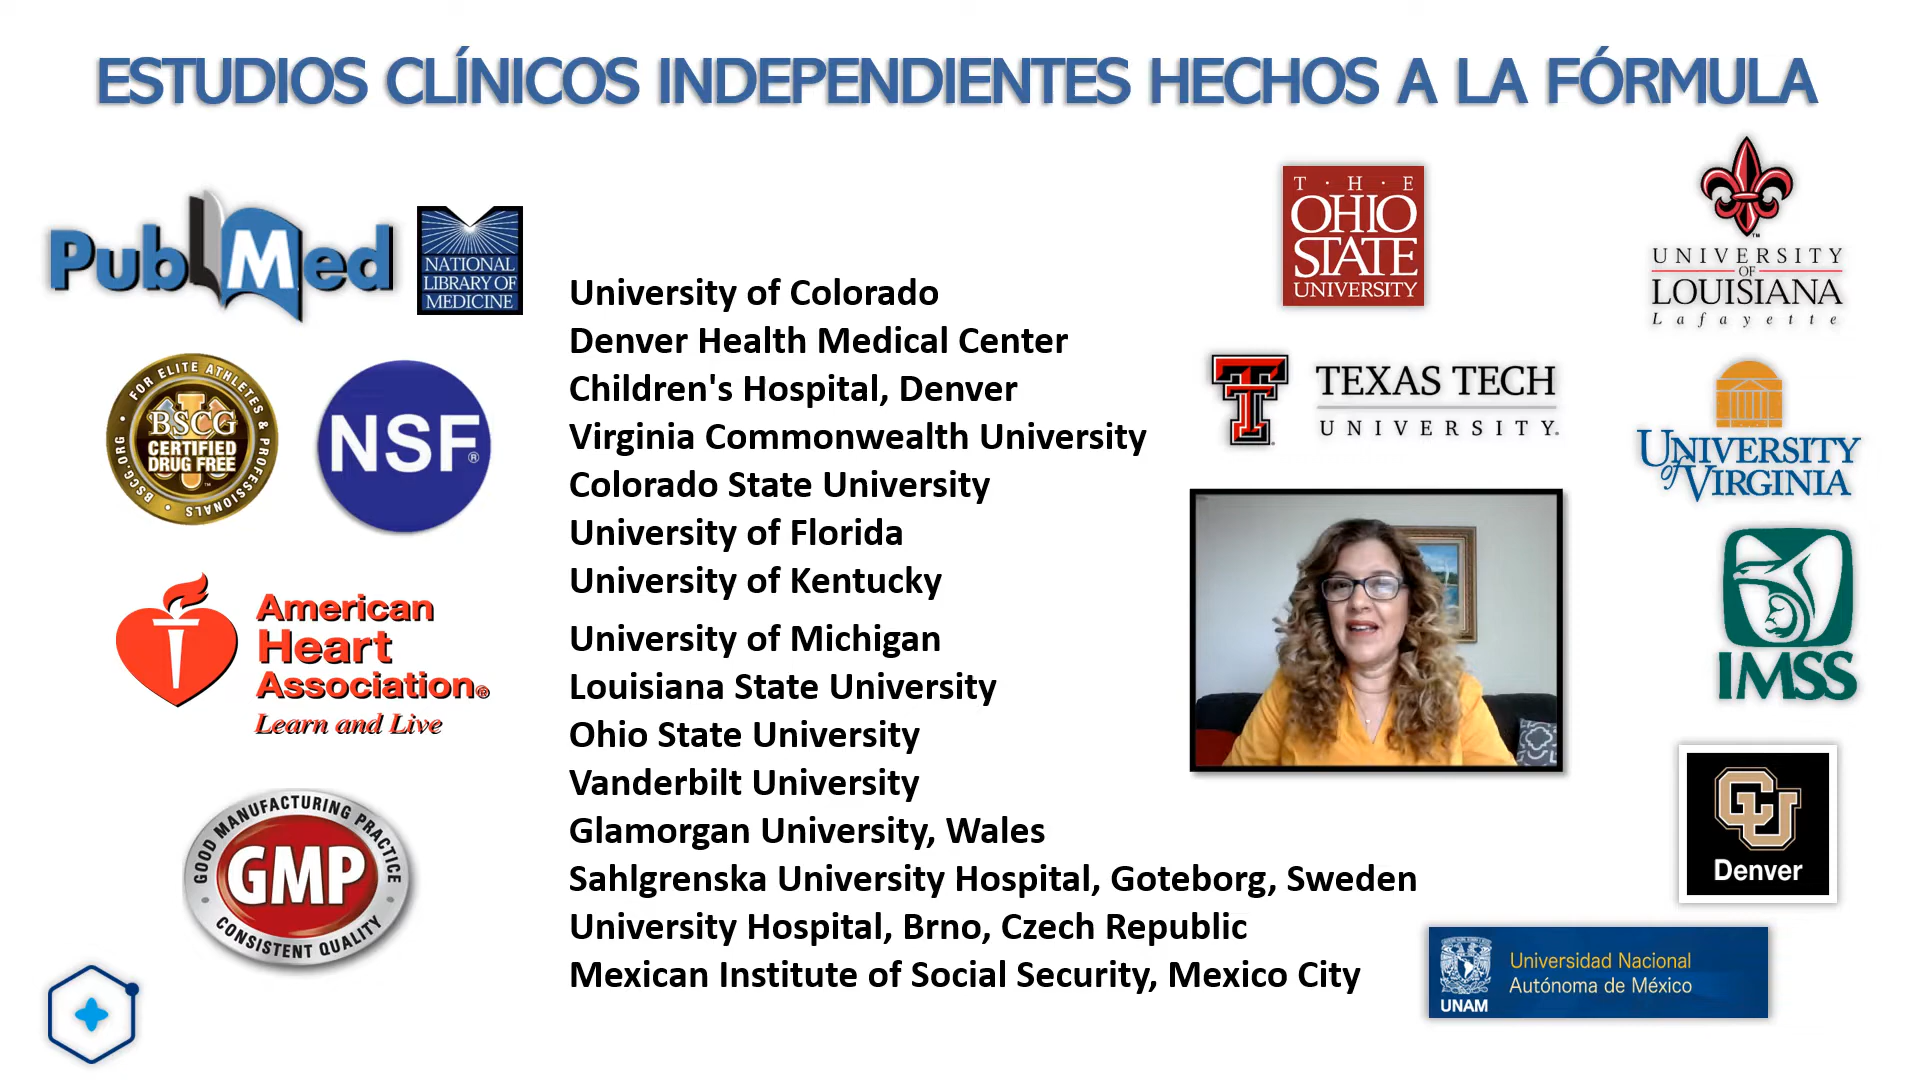 ESTUDIOS CLÍNICOS INDEPENDIENTES HECHOS A LA FÓRMULA
PubMed
NATIONAL
LIBRARY OF
MEDICINE
FOR ELITE ATHLETES & PROFESSIONALS
BSCG
CERTIFIED
DRUG FREE™
BSCG.ORG
NSF®
American
Heart
Association®
Learn and Live
GOOD MANUFACTURING PRACTICE
GMP
CONSISTENT QUALITY
University of Colorado
Denver Health Medical Center
Children's Hospital, Denver
Virginia Commonwealth University
Colorado State University
University of Florida
University of Kentucky
University of Michigan
Louisiana State University
Ohio State University
Vanderbilt University
Glamorgan University, Wales
Sahlgrenska University Hospital, Goteborg, Sweden
University Hospital, Brno, Czech Republic
Mexican Institute of Social Security, Mexico City
T · H · E
OHIO
STATE
UNIVERSITY
UNIVERSITY
OF
LOUISIANA
Lafayette
TEXAS TECH
UNIVERSITY.
UNIVERSITY
of VIRGINIA
IMSS
CU
Denver
UNAM
Universidad Nacional
Autónoma de México